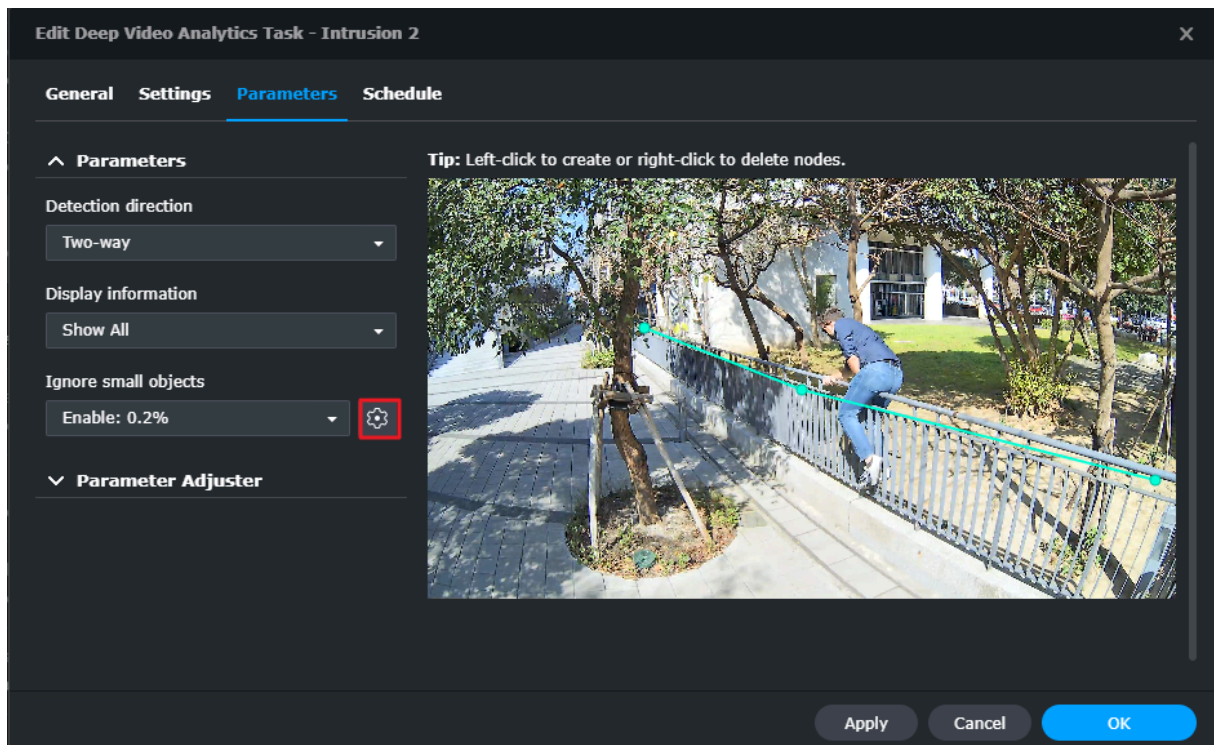 Edit Deep Video Analytics Task - Intrusion 2
X
General Settings Parameters Schedule
Parameters
Tip: Left-click to create or right-click to delete nodes.
Detection direction
Two-way
Display information
Show All
Ignore small objects
Enable: 0.2%
Parameter Adjuster
Apply Cancel OK